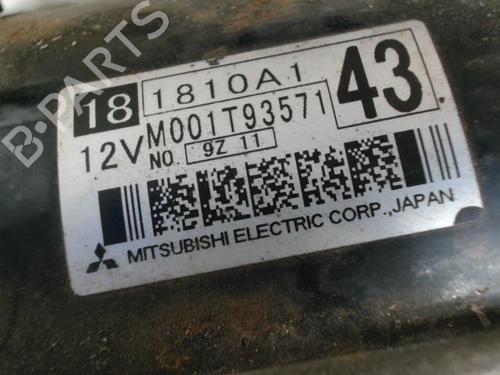 18 1810A1 43
12V M001T93571
NO. 9Z 11
MITSUBISHI ELECTRIC CORP.,JAPAN
B-PARTS